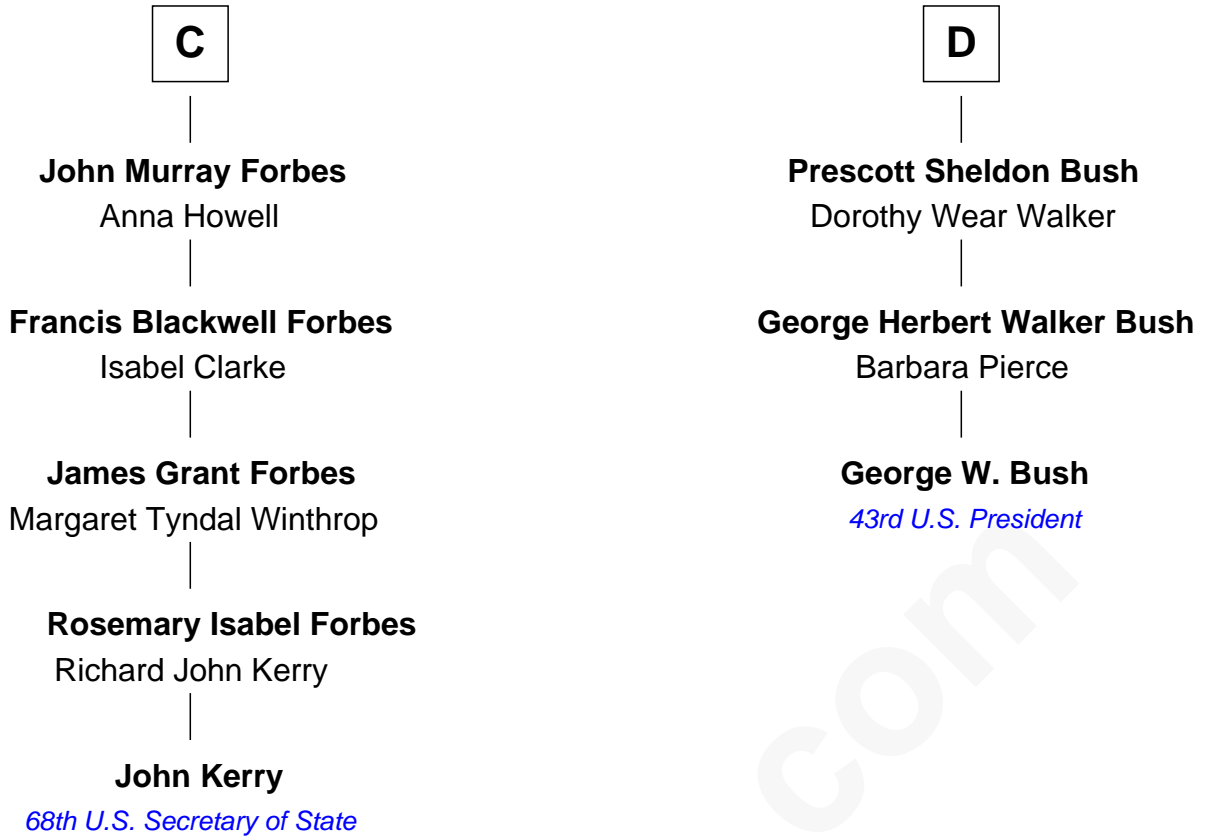 C
John Murray Forbes
Anna Howell
Francis Blackwell Forbes
Isabel Clarke
James Grant Forbes
Margaret Tyndal Winthrop
Rosemary Isabel Forbes
Richard John Kerry
John Kerry
68th U.S. Secretary of State
D
Prescott Sheldon Bush
Dorothy Wear Walker
George Herbert Walker Bush
Barbara Pierce
George W. Bush
43rd U.S. President
com